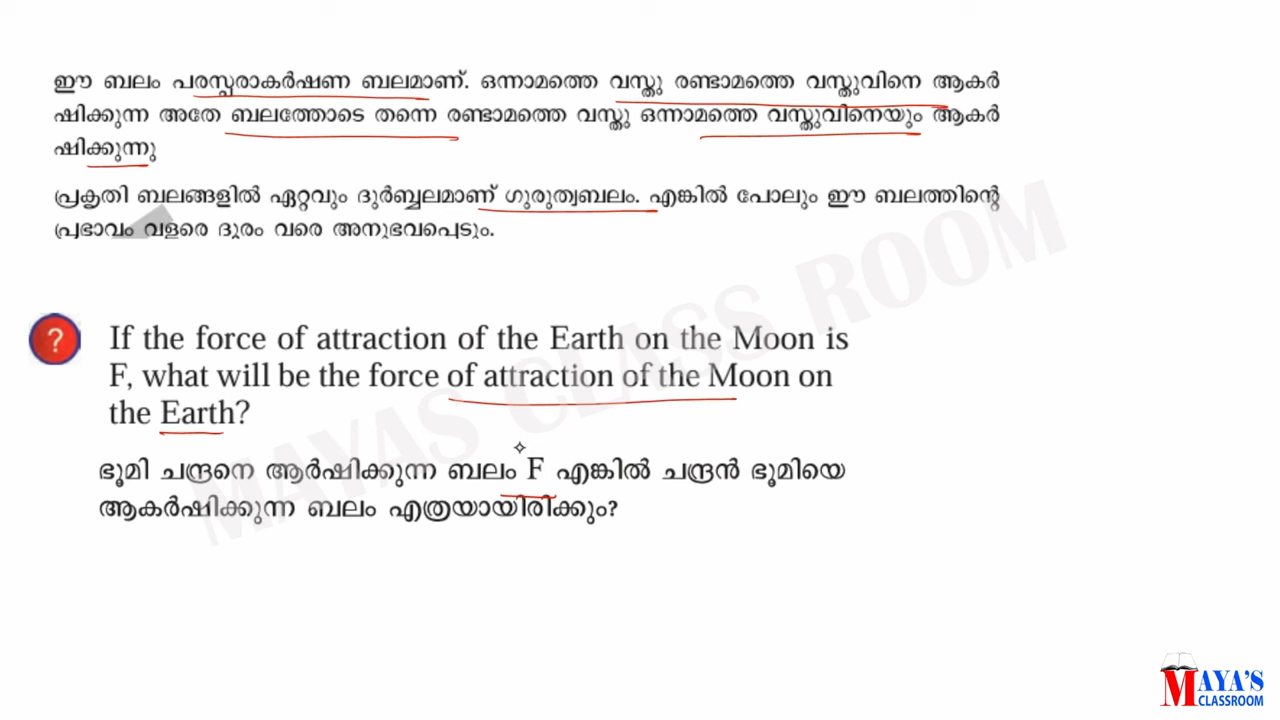 ഈ ബലം പരസ്പരാകർഷണ ബലമാണ്. ഒന്നാമത്തെ വസ്തു രണ്ടാമത്തെ വസ്തുവിനെ ആകർ
ഷിക്കുന്ന അതേ ബലത്തോടെ തന്നെ രണ്ടാമത്തെ വസ്തു ഒന്നാമത്തെ വസ്തുവിനെയും ആകർ
ഷിക്കുന്നു
പ്രകൃതി ബലങ്ങളിൽ ഏറ്റവും ദുർബ്ബലമാണ് ഗുരുത്വബലം. എങ്കിൽ പോലും ഈ ബലത്തിന്റെ
പ്രഭാവം വളരെ ദൂരം വരെ അനുഭവപ്പെടും.
?
If the force of attraction of the Earth on the Moon is
F, what will be the force of attraction of the Moon on
the Earth?
ഭൂമി ചന്ദ്രനെ ആർഷിക്കുന്ന ബലം F എങ്കിൽ ചന്ദ്രൻ ഭൂമിയെ
ആകർഷിക്കുന്ന ബലം എത്രയായിരിക്കും?
MAYAS CLASS ROOM
MAYA'S
CLASSROOM